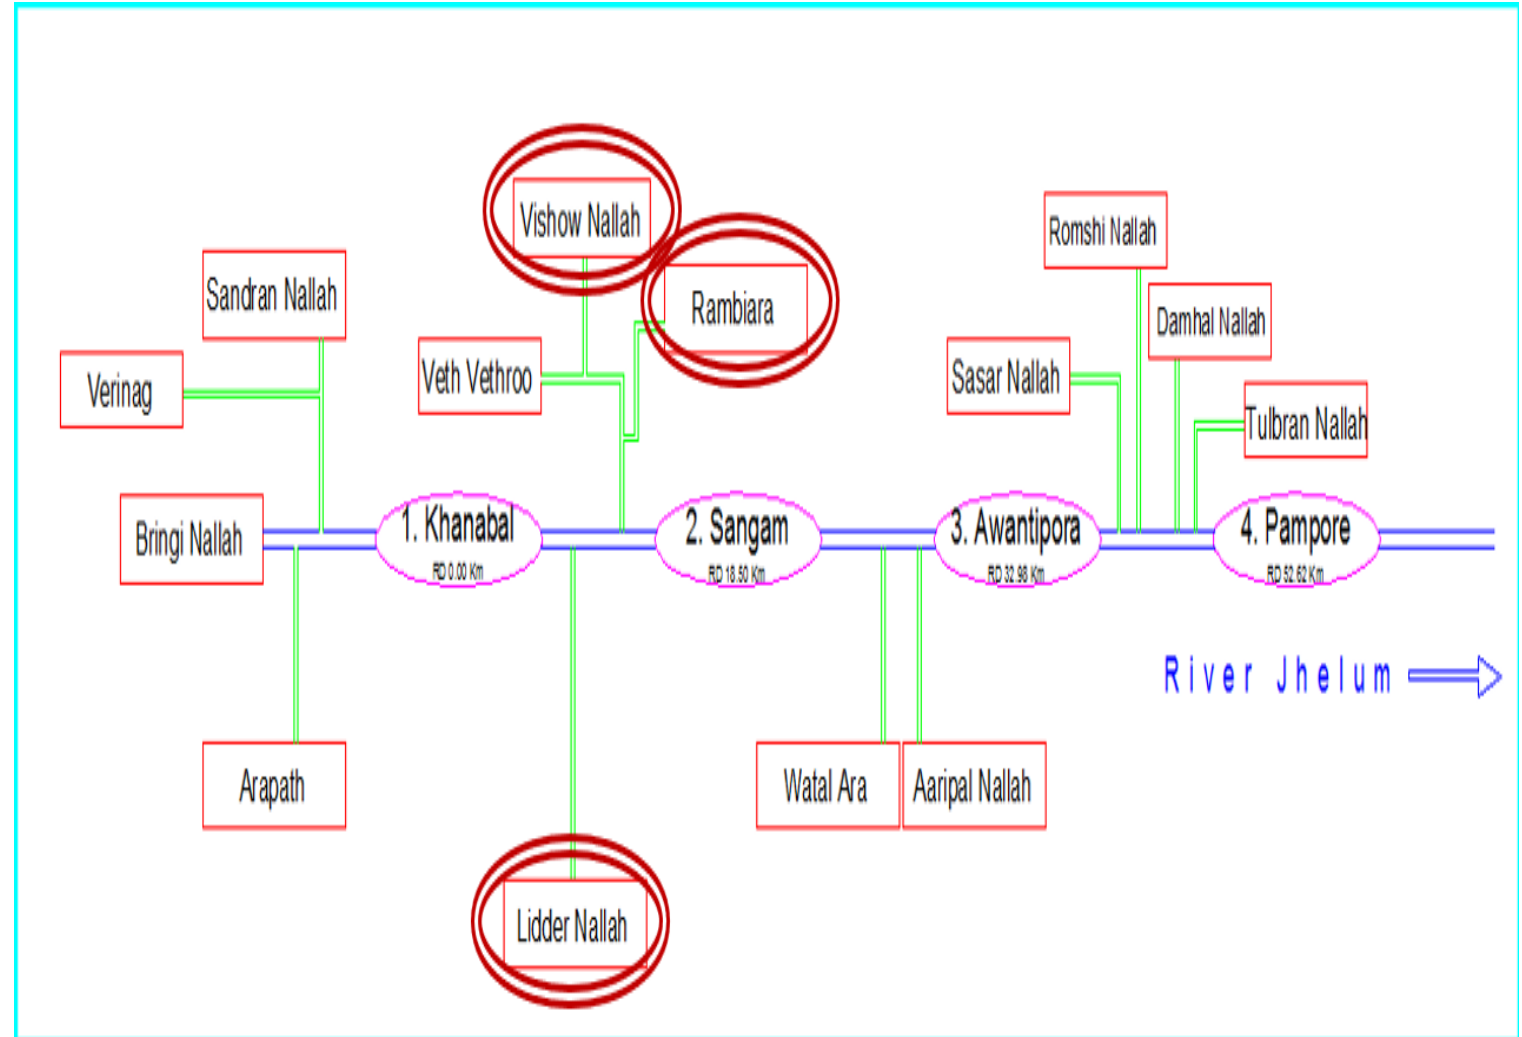 Vishow Nallah
Romshi Nallah
Sandran Nallah
Rambiara
Damhal Nallah
Verinag
Veth Vethroo
Sasar Nallah
Tulbran Nallah
Bringi Nallah
1. Khanabal
RD 0.00 Km
2. Sangam
RD 18.50 Km
3. Awantipora
RD 32.98 Km
4. Pampore
RD 52.62 Km
River Jhelum
Arapath
Watal Ara
Aaripal Nallah
Lidder Nallah